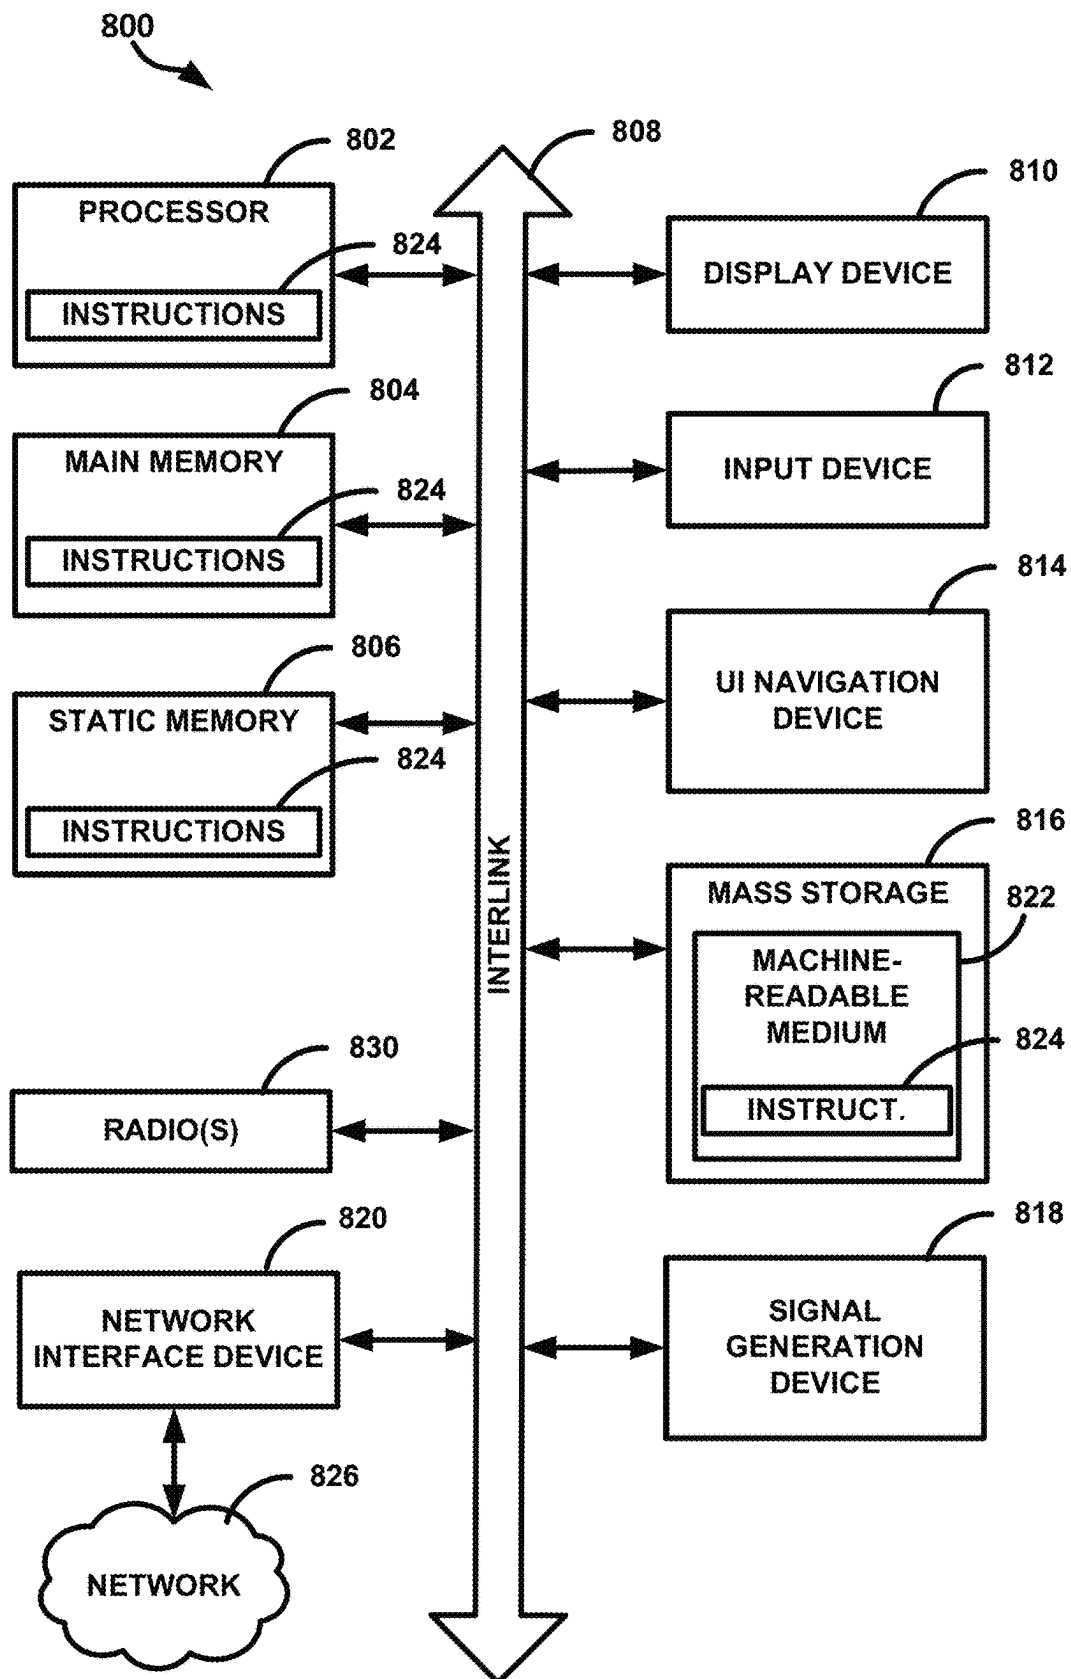 800
802
PROCESSOR
824
INSTRUCTIONS
804
MAIN MEMORY
824
INSTRUCTIONS
806
STATIC MEMORY
824
INSTRUCTIONS
830
RADIO(S)
820
NETWORK
INTERFACE DEVICE
826
NETWORK
808
INTERLINK
810
DISPLAY DEVICE
812
INPUT DEVICE
814
UI NAVIGATION
DEVICE
816
MASS STORAGE
822
MACHINE-
READABLE
MEDIUM
824
INSTRUCT.
818
SIGNAL
GENERATION
DEVICE